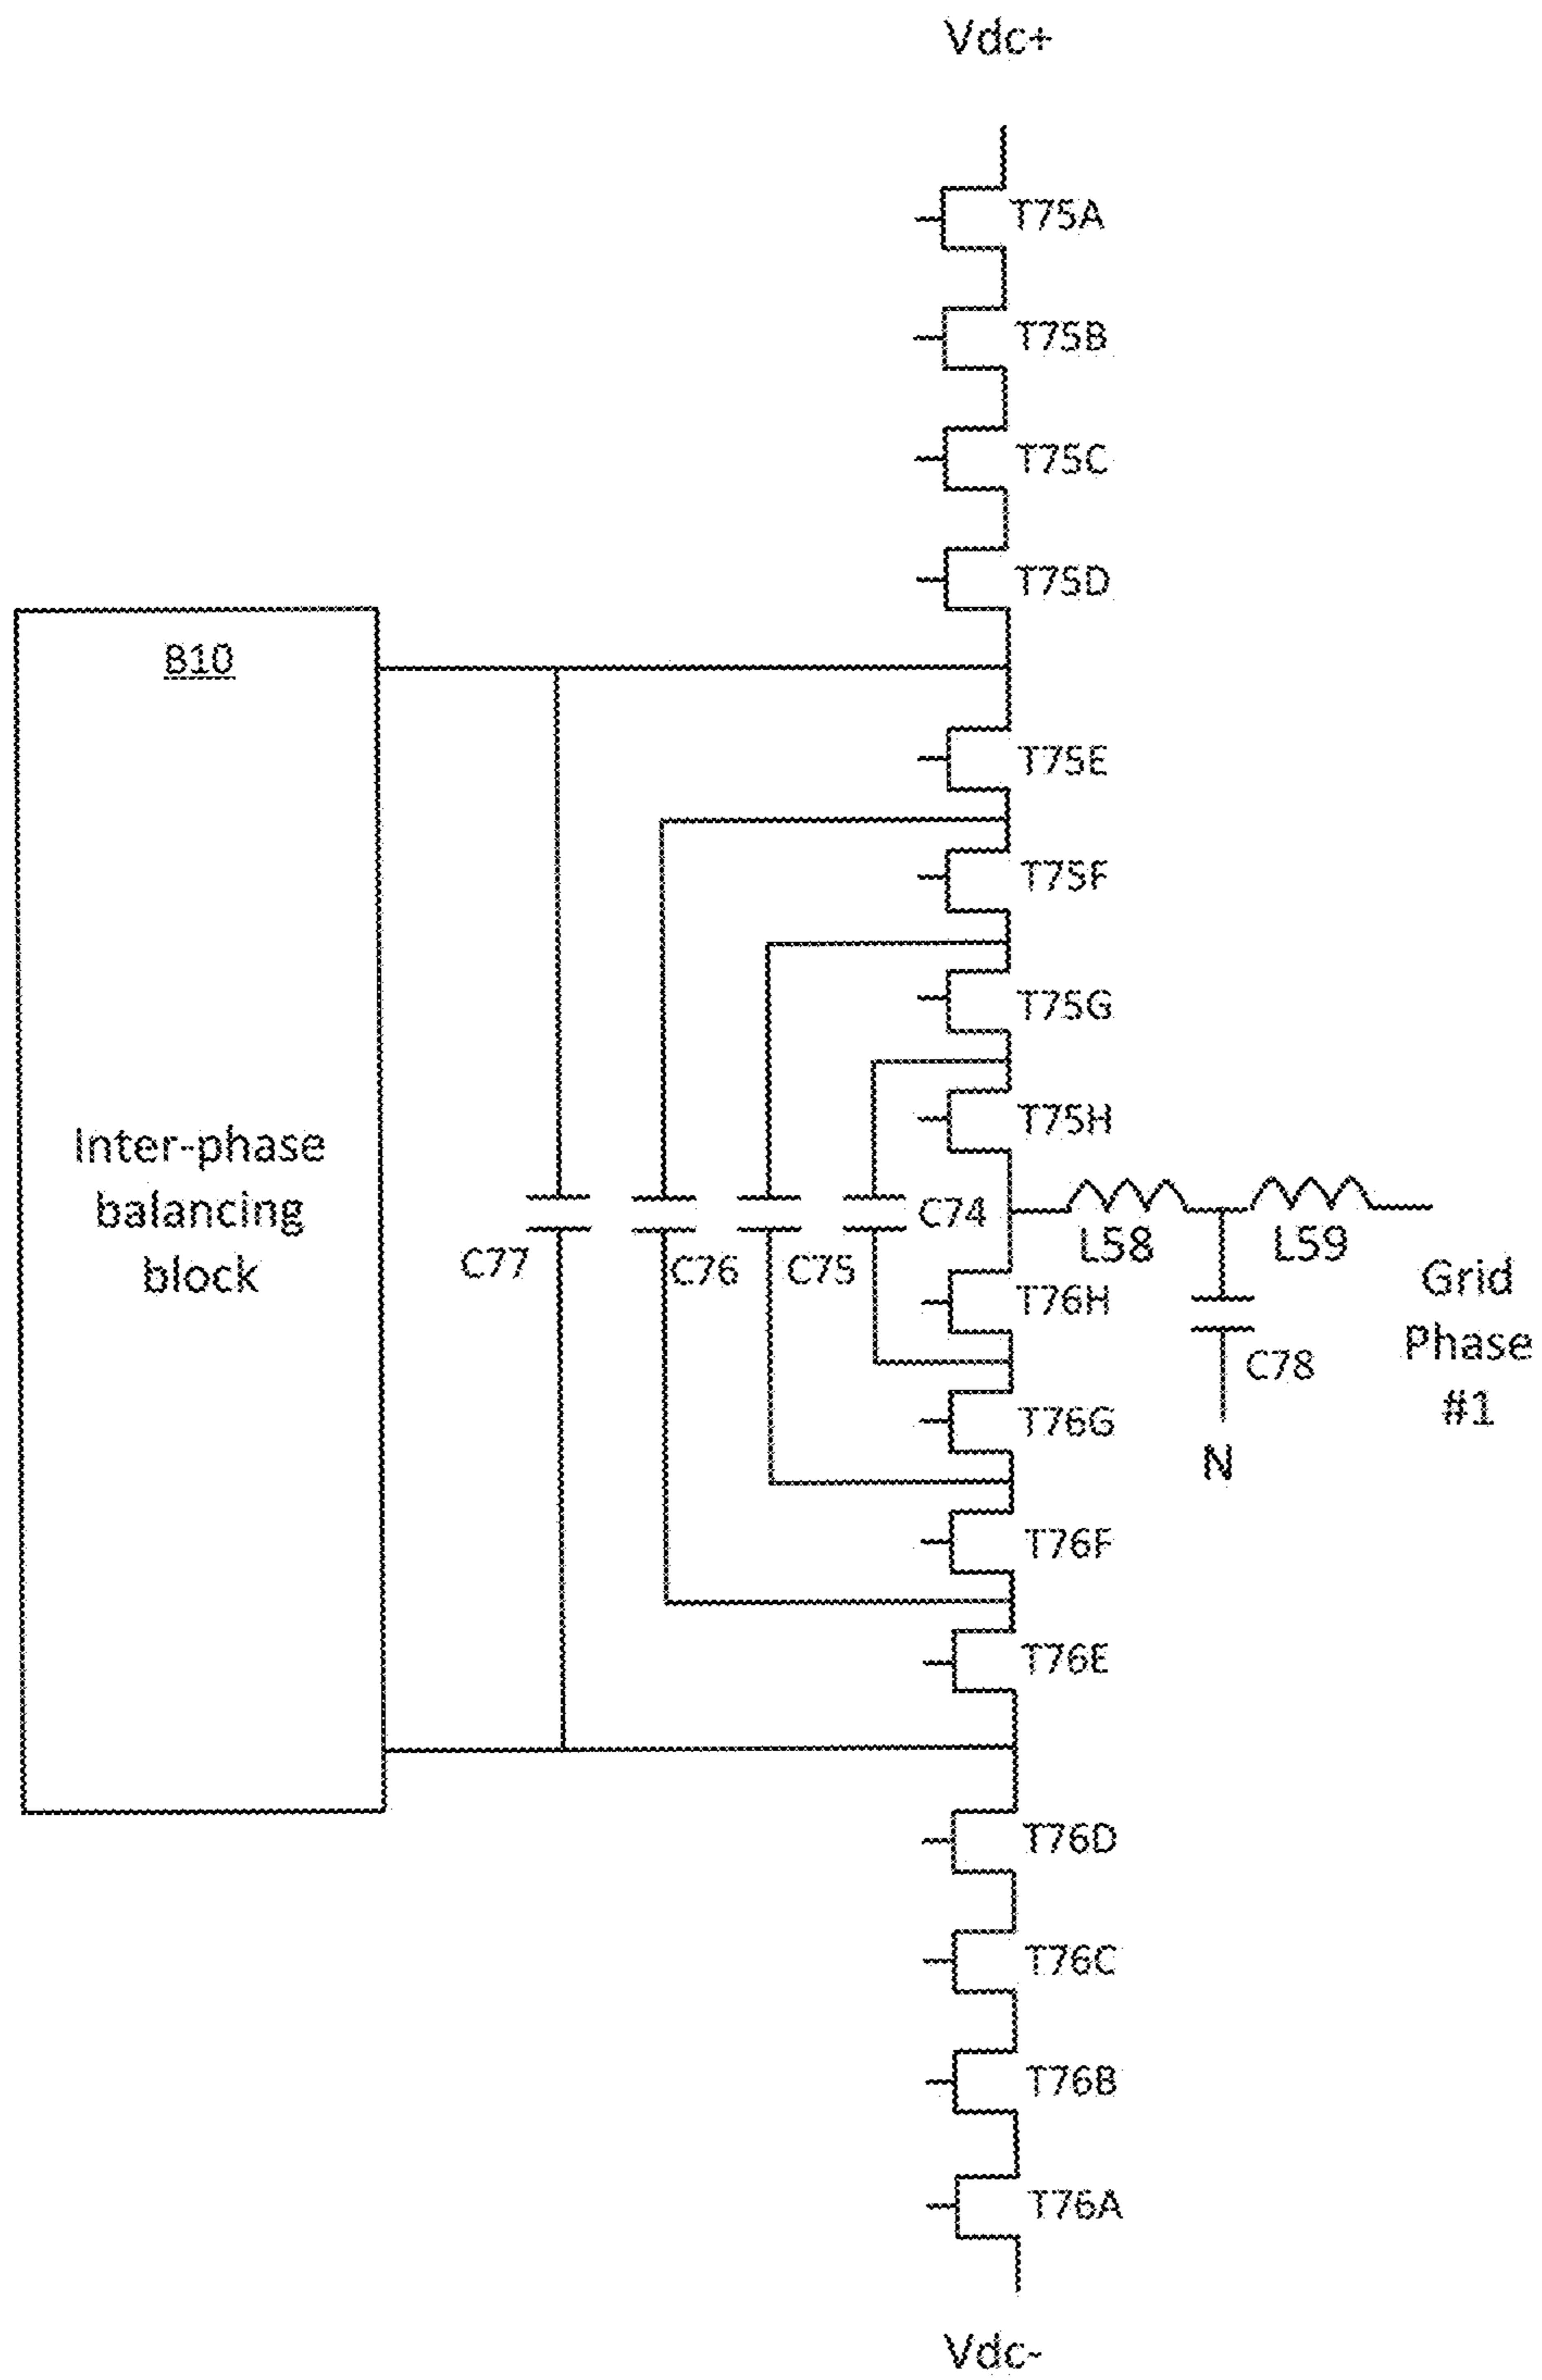 Vdc+
T75A
T75B
T75C
T75D
B10
T75E
T75F
T75G
T75H
Inter-phase
balancing
block
C77
C76
C75
C74
L58
L59
Grid
Phase
#1
C78
N
T76H
T76G
T76F
T76E
T76D
T76C
T76B
T76A
Vdc-